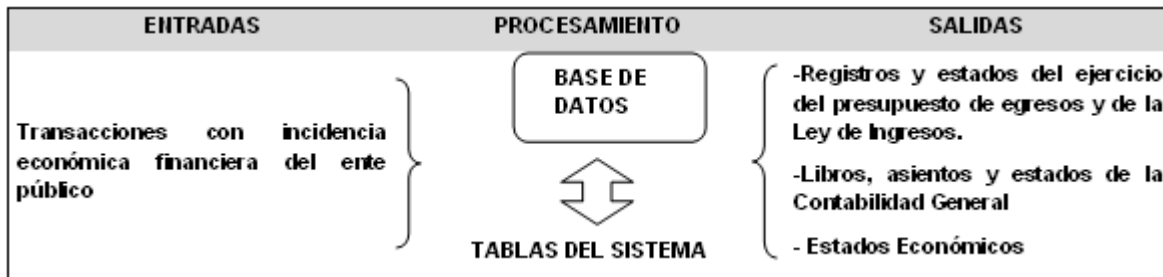 ENTRADAS PROCESAMIENTO SALIDAS
Transacciones con incidencia
económica financiera del ente
público
BASE DE
DATOS
TABLAS DEL SISTEMA
-Registros y estados del ejercicio
del presupuesto de egresos y de la
Ley de Ingresos.
-Libros, asientos y estados de la
Contabilidad General
- Estados Económicos